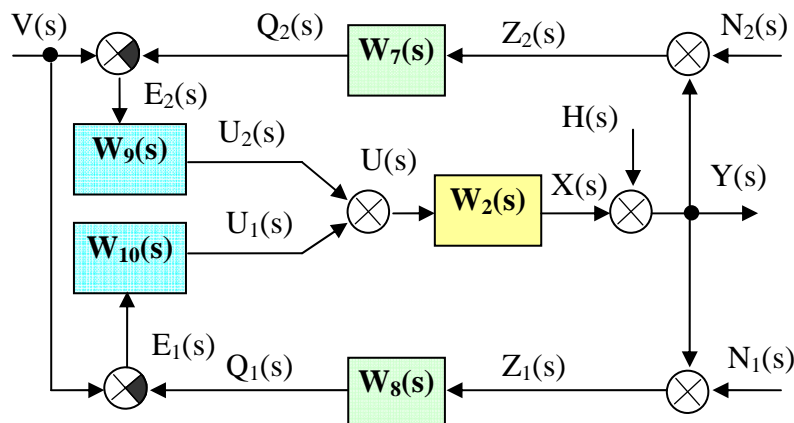 V(s)
Q₂(s)
Z₂(s)
N₂(s)
W₇(s)
E₂(s)
H(s)
W₉(s)
U₂(s)
U(s)
X(s)
Y(s)
W₂(s)
W₁₀(s)
U₁(s)
E₁(s)
Q₁(s)
Z₁(s)
N₁(s)
W₈(s)